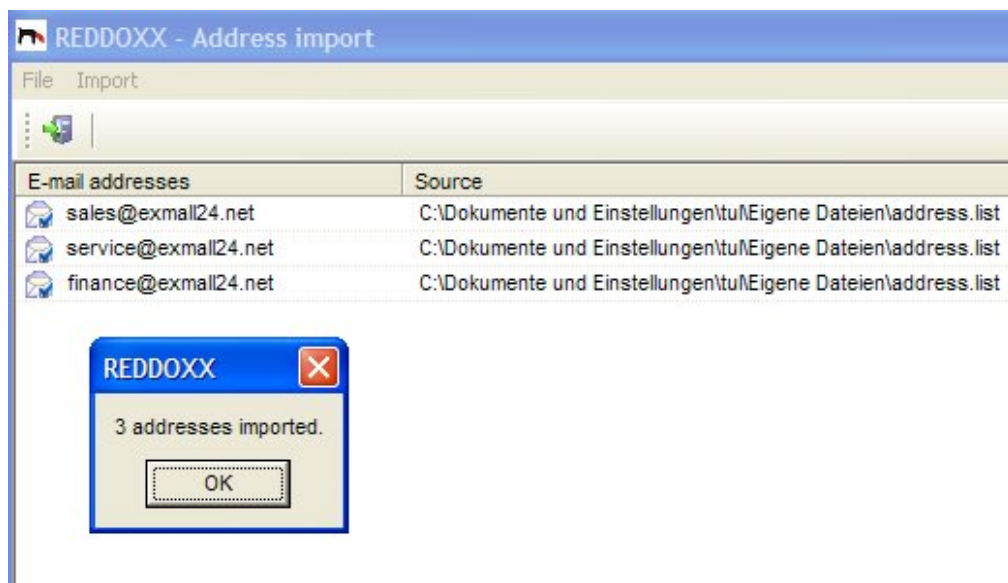 REDDOXX - Address import
File Import
E-mail addresses Source
sales@exmall24.net C:\Dokumente und Einstellungen\tul\Eigene Dateien\address.list
service@exmall24.net C:\Dokumente und Einstellungen\tul\Eigene Dateien\address.list
finance@exmall24.net C:\Dokumente und Einstellungen\tul\Eigene Dateien\address.list
REDDOXX
3 addresses imported.
OK